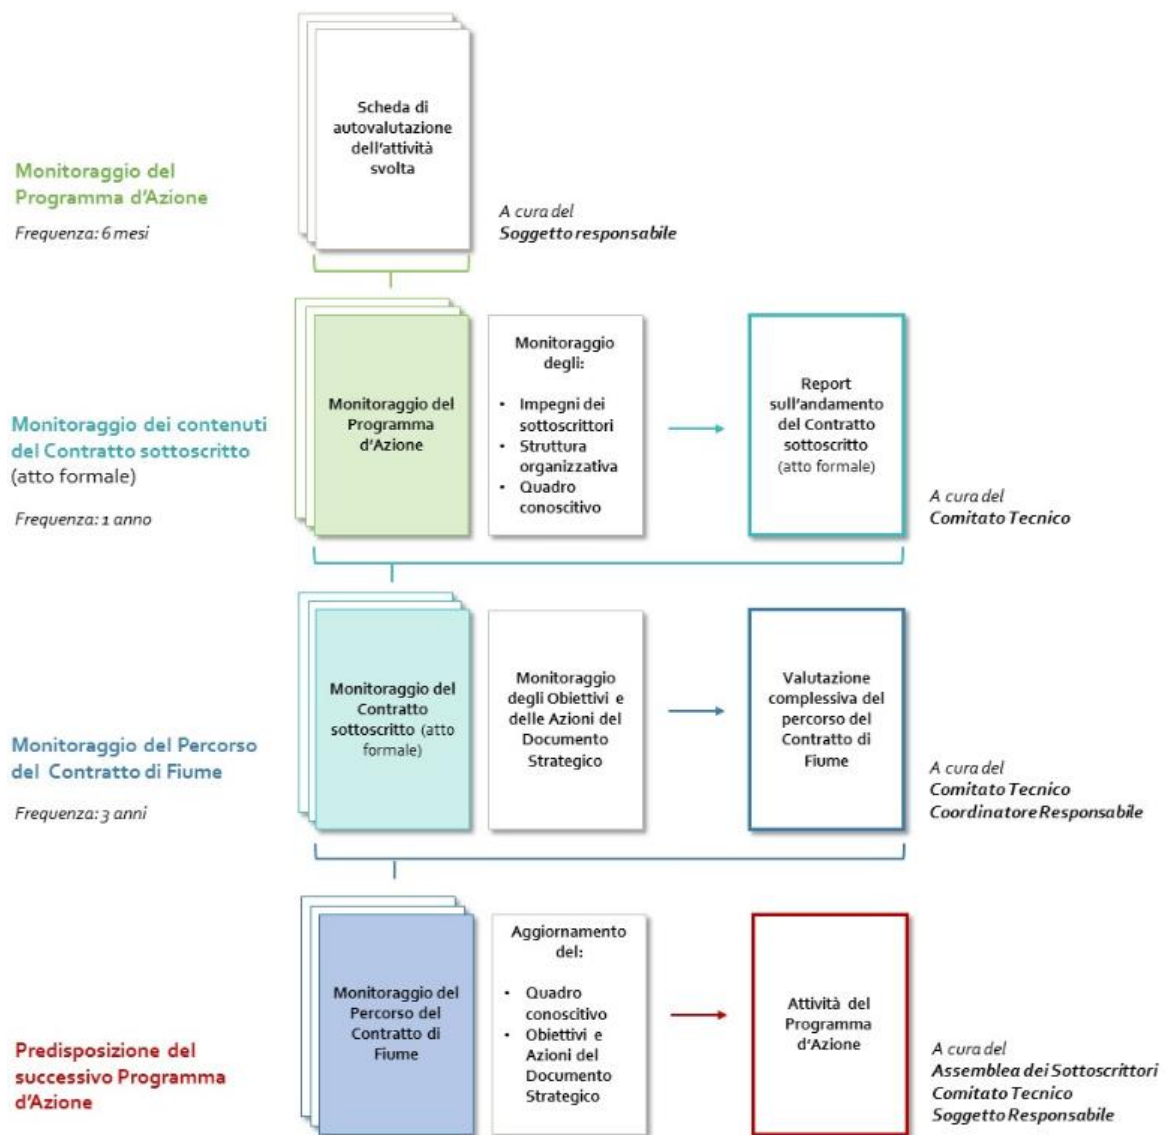 Scheda di
autovalutazione
dell'attività
svolta
Monitoraggio del
Programma d'Azione
Frequenza: 6 mesi
A cura del
Soggetto responsabile
Monitoraggio dei contenuti
del Contratto sottoscritto
(atto formale)
Frequenza: 1 anno
Monitoraggio del
Programma
d'Azione
Monitoraggio
degli:
• Impegni dei
sottoscrittori
• Struttura
organizzativa
• Quadro
conoscitivo
Report
sull'andamento
del Contratto
sottoscritto
(atto formale)
A cura del
Comitato Tecnico
Monitoraggio del Percorso
del Contratto di Fiume
Frequenza: 3 anni
Monitoraggio del
Contratto
sottoscritto (atto
formale)
Monitoraggio
degli Obiettivi e
delle Azioni del
Documento
Strategico
Valutazione
complessiva del
percorso del
Contratto di
Fiume
A cura del
Comitato Tecnico
Coordinatore Responsabile
Predisposizione del
successivo Programma
d'Azione
Monitoraggio del
Percorso del
Contratto di
Fiume
Aggiornamento
del:
• Quadro
conoscitivo
• Obiettivi e
Azioni del
Documento
Strategico
Attività del
Programma
d'Azione
A cura del
Assemblea dei Sottoscrittori
Comitato Tecnico
Soggetto Responsabile